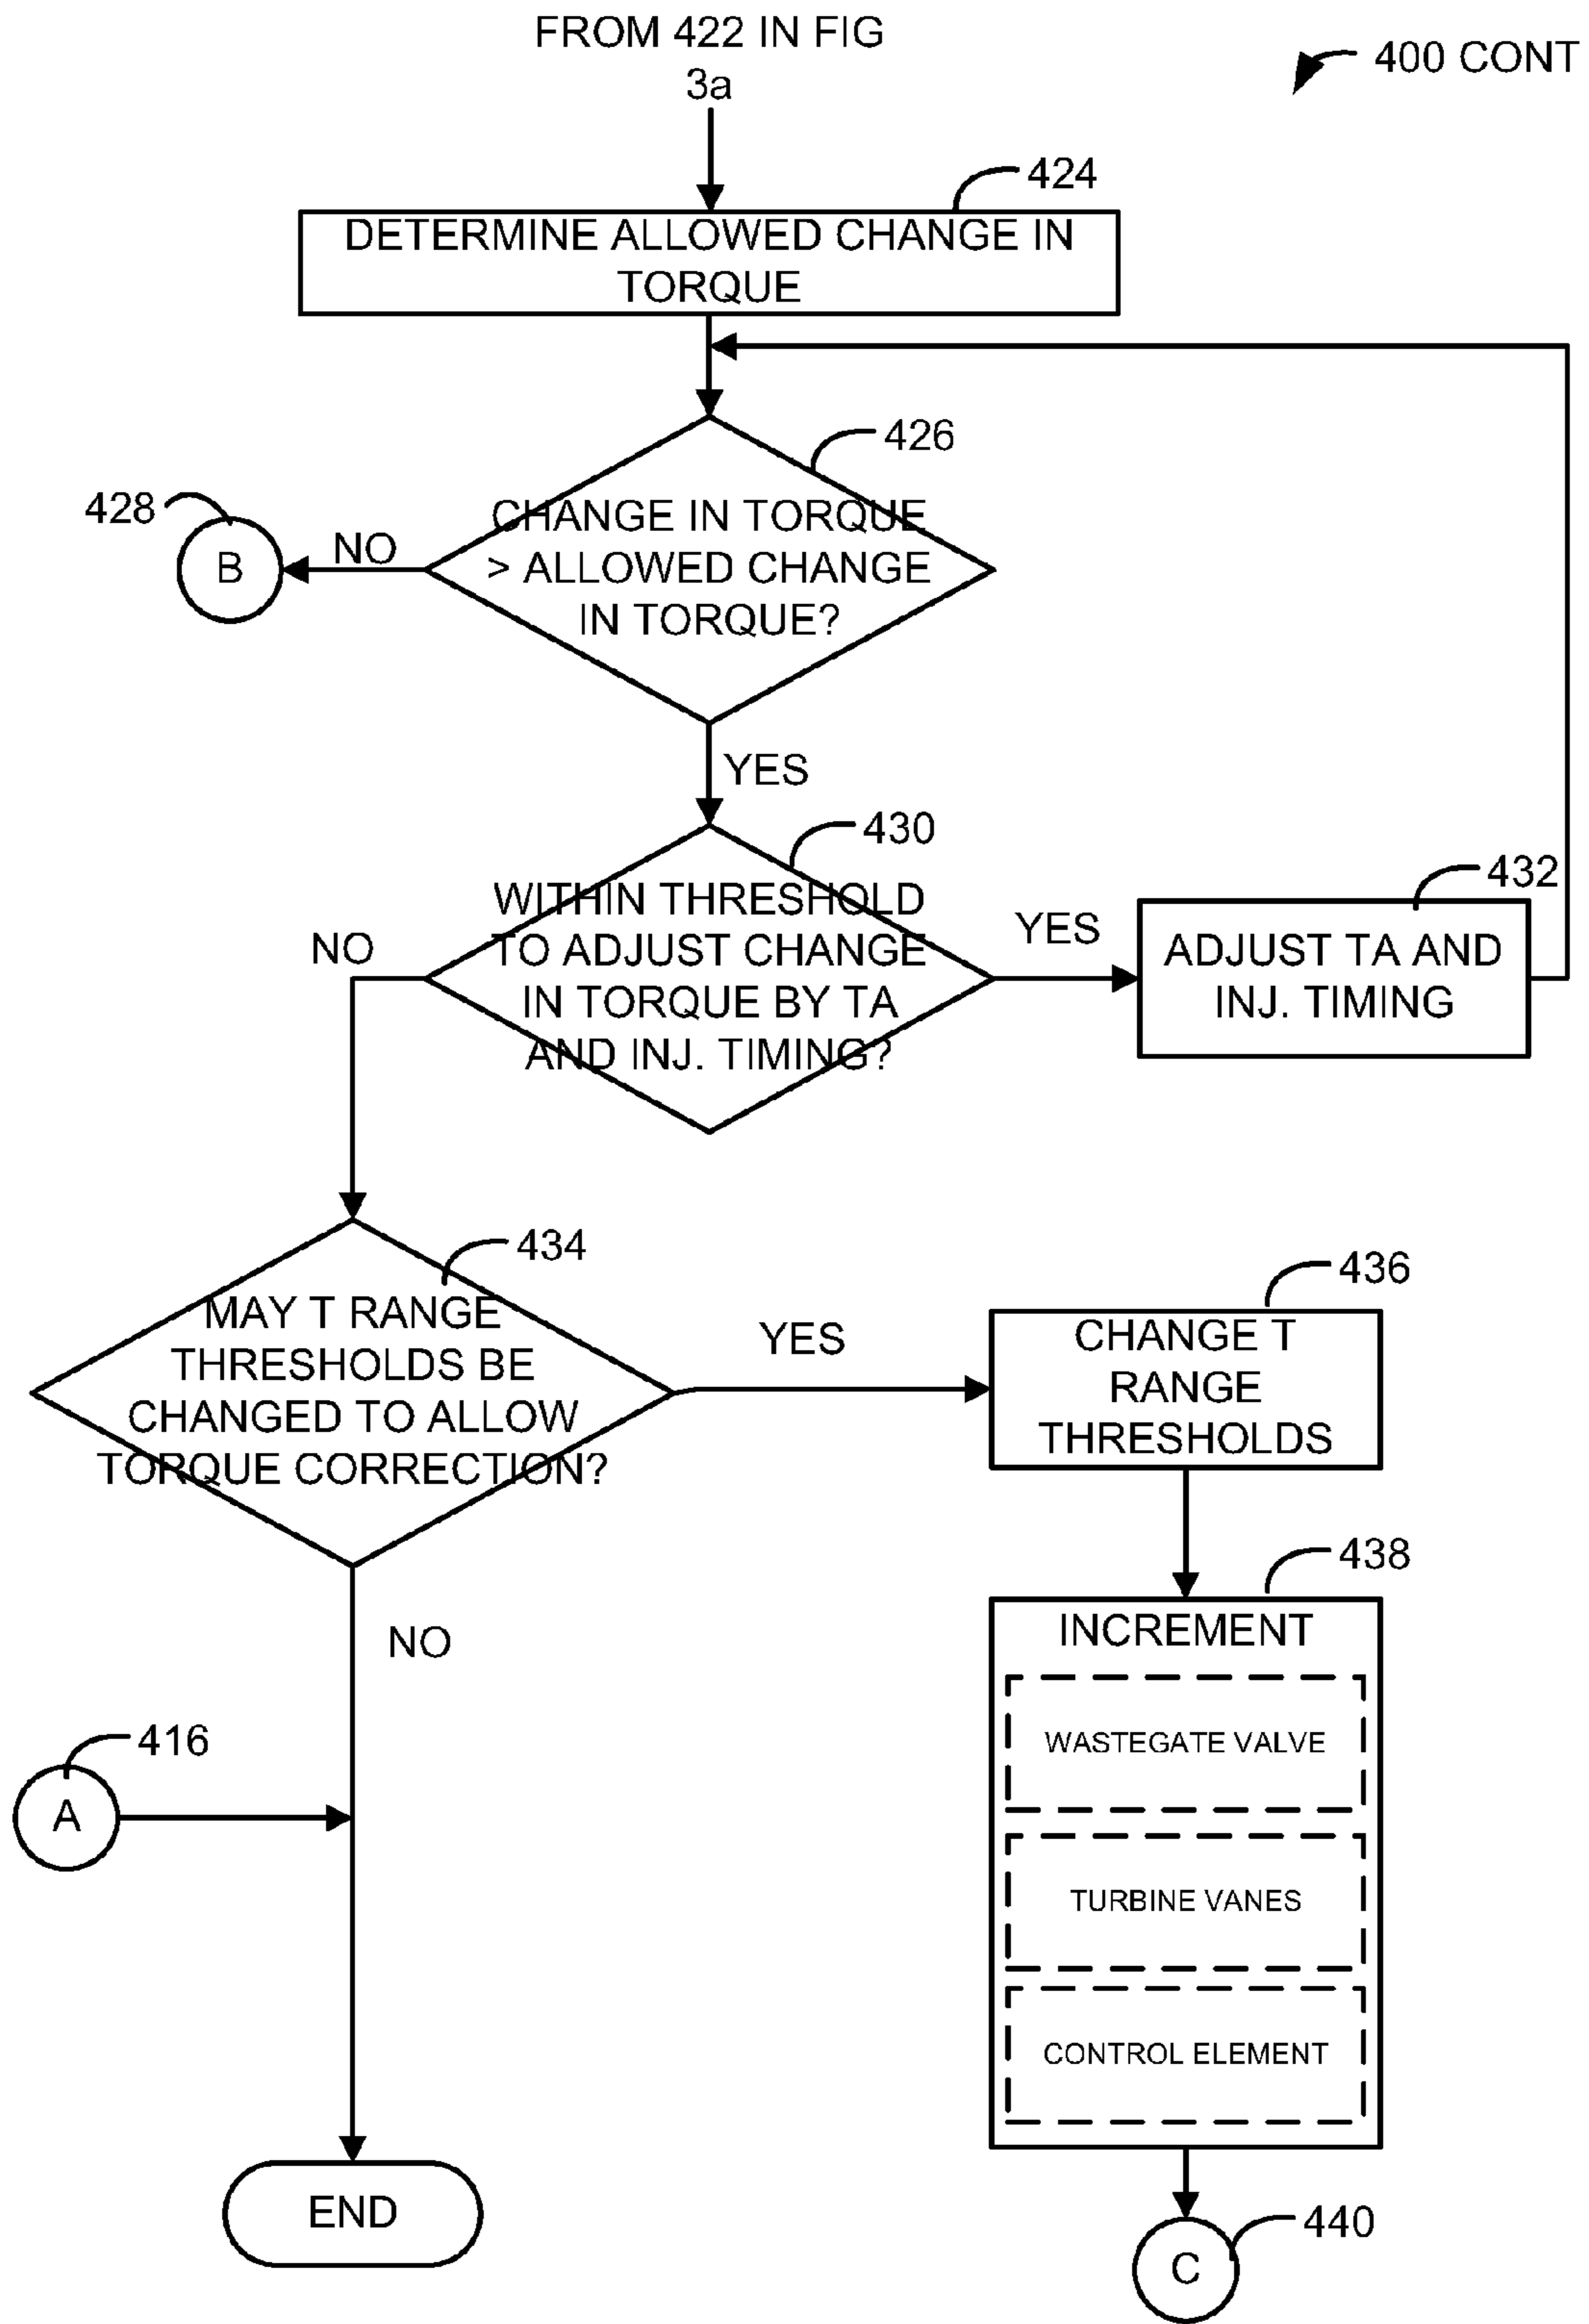 FROM 422 IN FIG
3a
400 CONT
424
DETERMINE ALLOWED CHANGE IN
TORQUE
426
CHANGE IN TORQUE
> ALLOWED CHANGE
IN TORQUE?
428
B
NO
YES
430
WITHIN THRESHOLD
TO ADJUST CHANGE
IN TORQUE BY TA
AND INJ. TIMING?
YES
432
ADJUST TA AND
INJ. TIMING
NO
434
MAY T RANGE
THRESHOLDS BE
CHANGED TO ALLOW
TORQUE CORRECTION?
YES
436
CHANGE T
RANGE
THRESHOLDS
438
INCREMENT
WASTEGATE VALVE
TURBINE VANES
CONTROL ELEMENT
NO
416
A
END
440
C